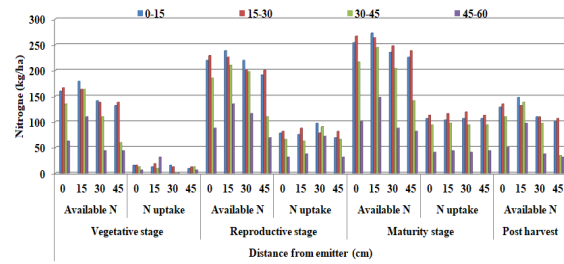 0-15 15-30 30-45 45-60
Nitrogne (kg/ha)
300
250
200
150
100
50
0
0 15 30 45 0 15 30 45 0 15 30 45 0 15 30 45 0 15 30 45 0 15 30 45 0 15 30 45
Available N N uptake Available N N uptake Available N N uptake Available N
Vegetative stage Reproductive stage Maturity stage Post harvest
Distance from emitter (cm)